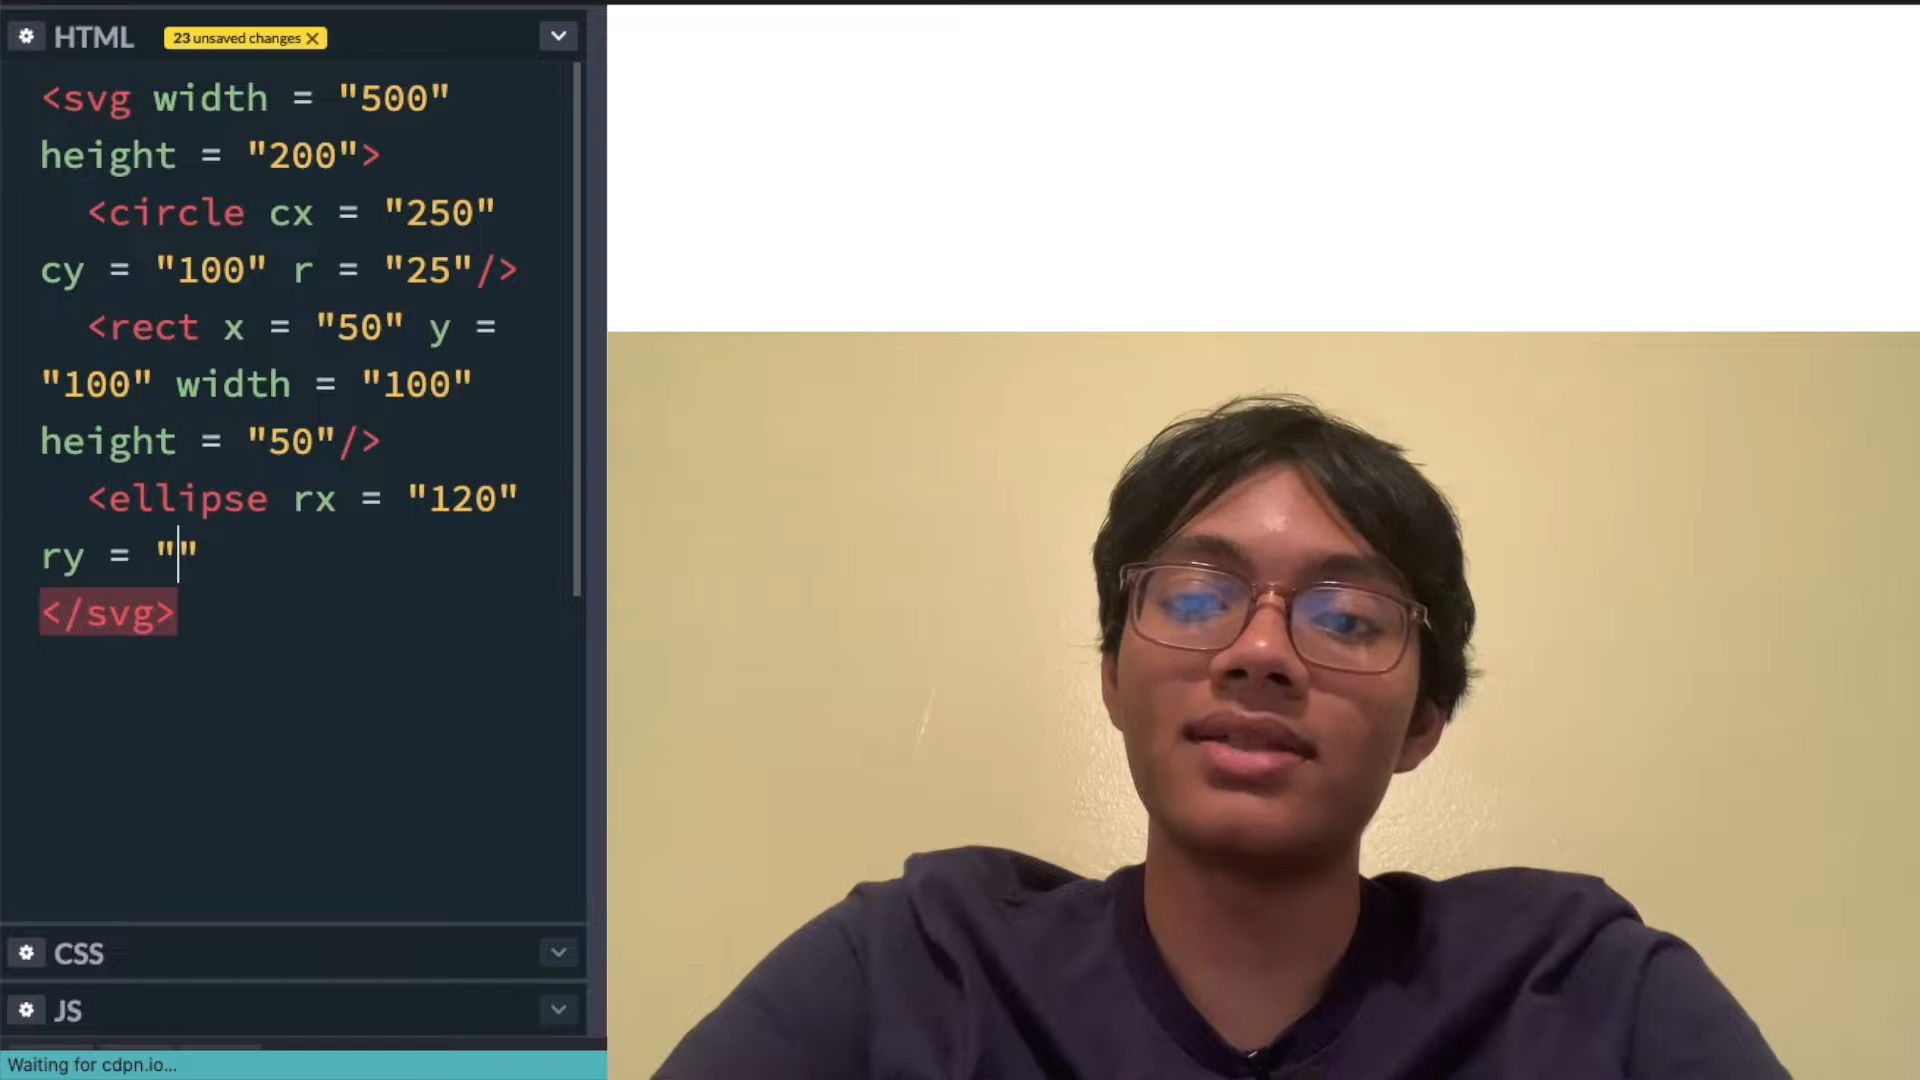 HTML
23 unsaved changes X
<svg width = "500"
height = "200">
<circle cx = "250"
cy = "100" r = "25"/>
<rect x = "50" y =
"100" width = "100"
height = "50"/>
<ellipse rx = "120"
ry = ""
</svg>
CSS
JS
Waiting for cdpn.io...